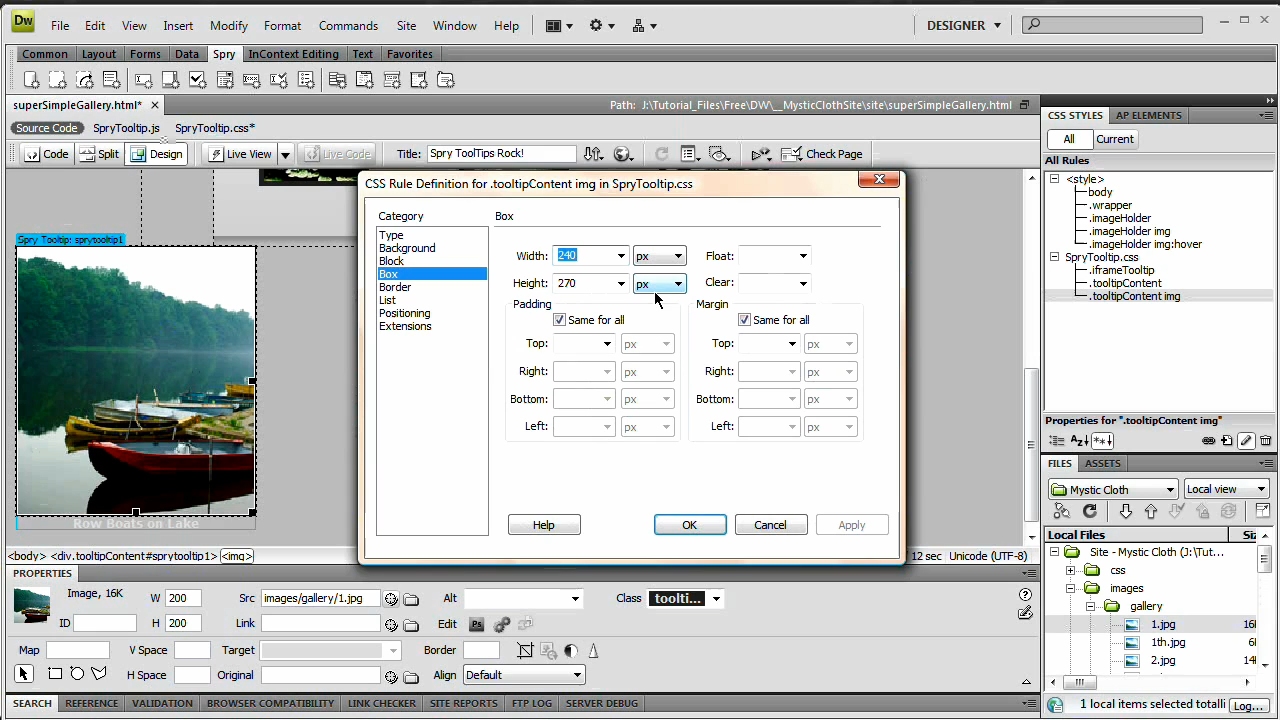 Dw File Edit View Insert Modify Format Commands Site Window Help DESIGNER
Common Layout Forms Data Spry InContext Editing Text Favorites
superSimpleGallery.html* Path: J:\Tutorial_Files\Free\DW\__MysticClothSite\site\superSimpleGallery.html
Source Code SpryTooltip.js SpryTooltip.css*
Code Split Design Live View Live Code Title: Spry ToolTips Rock! Check Page
CSS STYLES AP ELEMENTS
All Current
All Rules
<style>
body
.wrapper
.imageHolder
.imageHolder img
.imageHolder img:hover
SpryTooltip.css
.iframeTooltip
.tooltipContent
.tooltipContent img
Properties for ".tooltipContent img"
Spry Tooltip: sprytooltip1
Row Boats on Lake
CSS Rule Definition for .tooltipContent img in SpryTooltip.css
Category Box
Type
Background
Block
Box
Border
List
Positioning
Extensions
Width: 240 px Float:
Height: 270 px Clear:
Padding Margin
Same for all Same for all
Top: px Top: px
Right: px Right: px
Bottom: px Bottom: px
Left: px Left: px
Help OK Cancel Apply
<body> <div.tooltipContent#sprytooltip1> <img> 12 sec Unicode (UTF-8)
PROPERTIES
Image, 16K W 200 Src images/gallery/1.jpg Alt Class toolti...
ID H 200 Link Edit Ps
Map V Space Target Border
H Space Original Align Default
SEARCH REFERENCE VALIDATION BROWSER COMPATIBILITY LINK CHECKER SITE REPORTS FTP LOG SERVER DEBUG
FILES ASSETS
Mystic Cloth Local view
Local Files
Site - Mystic Cloth (J:\Tut...
css
images
gallery
1.jpg
1th.jpg
2.jpg
1 local items selected totalli Log...